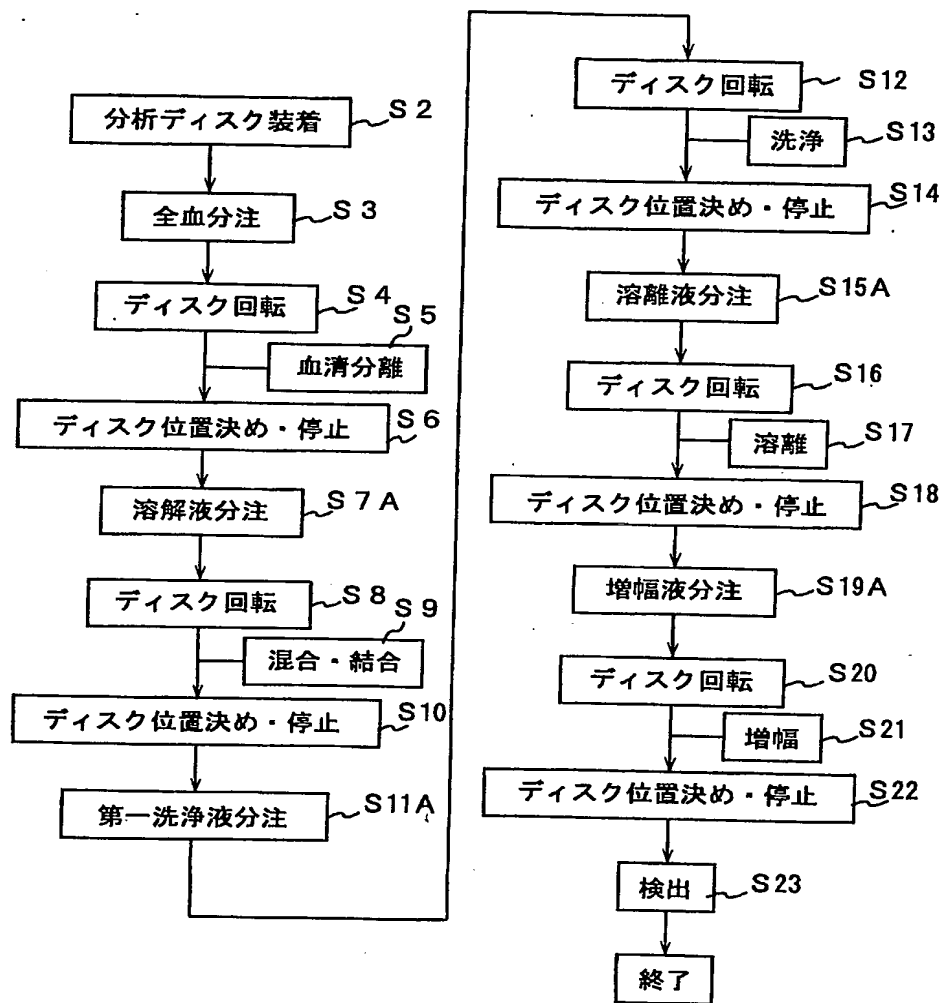 分析ディスク装着
S2
全血分注
S3
ディスク回転
S4
血清分離
S5
ディスク位置決め・停止
S6
溶解液分注
S7A
ディスク回転
S8
混合・結合
S9
ディスク位置決め・停止
S10
第一洗浄液分注
S11A
ディスク回転
S12
洗浄
S13
ディスク位置決め・停止
S14
溶離液分注
S15A
ディスク回転
S16
溶離
S17
ディスク位置決め・停止
S18
増幅液分注
S19A
ディスク回転
S20
増幅
S21
ディスク位置決め・停止
S22
検出
S23
終了